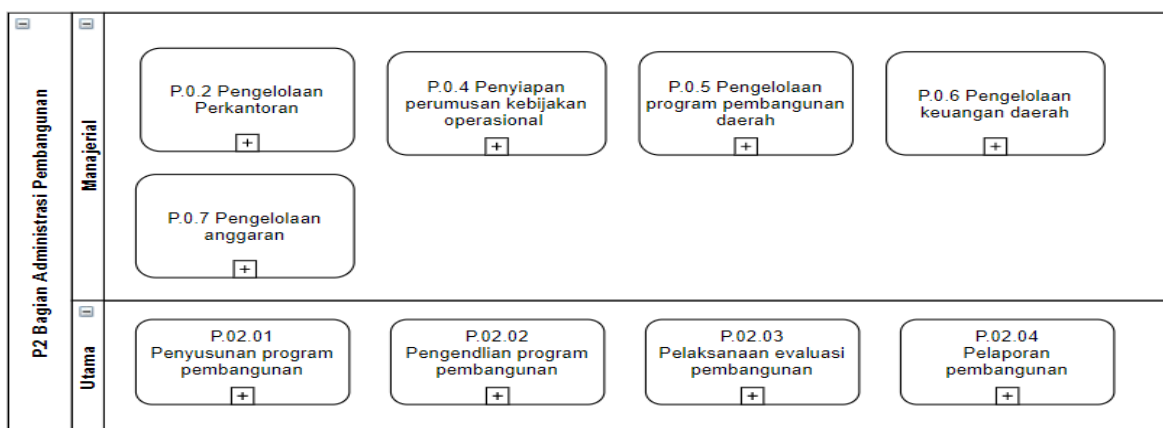 P2 Bagian Administrasi Pembangunan
Manajerial
P.0.2 Pengelolaan
Perkantoran
P.0.4 Penyiapan
perumusan kebijakan
operasional
P.0.5 Pengelolaan
program pembangunan
daerah
P.0.6 Pengelolaan
keuangan daerah
P.0.7 Pengelolaan
anggaran
Utama
P.02.01
Penyusunan program
pembangunan
P.02.02
Pengendlian program
pembangunan
P.02.03
Pelaksanaan evaluasi
pembangunan
P.02.04
Pelaporan
pembangunan